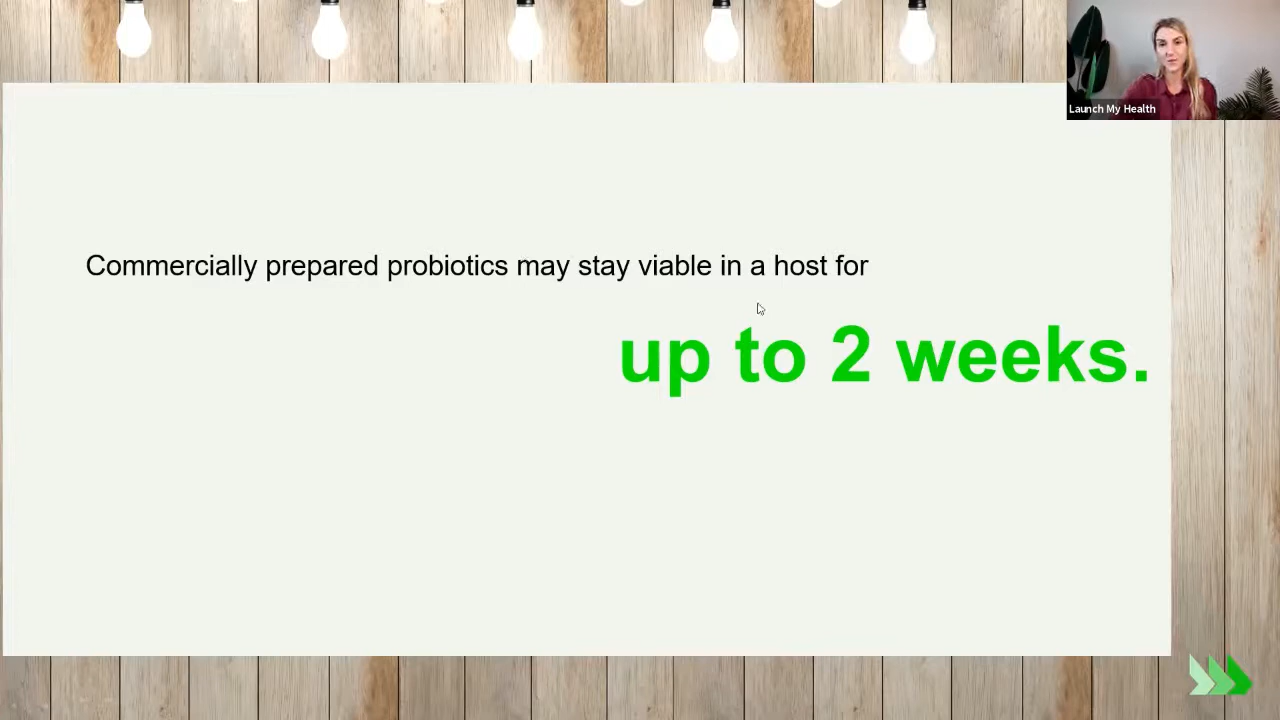 Launch My Health
Commercially prepared probiotics may stay viable in a host for
up to 2 weeks.